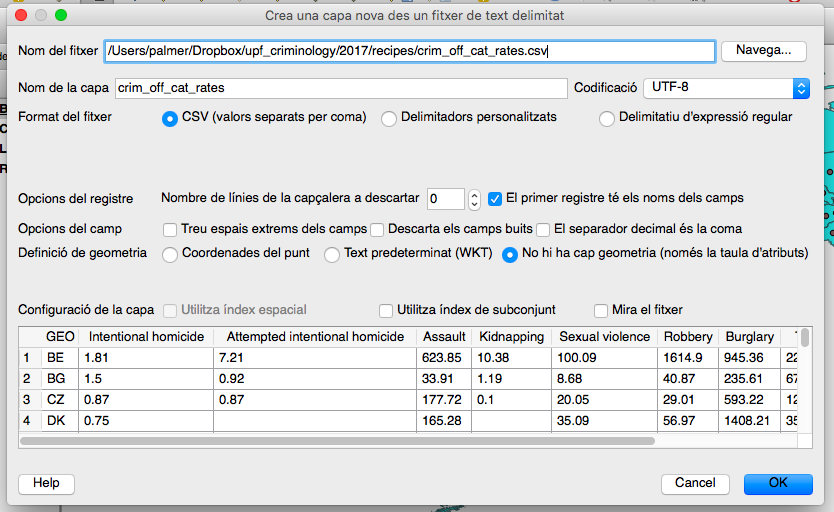 Crea una capa nova des un fitxer de text delimitat
Nom del fitxer /Users/palmer/Dropbox/upf_criminology/2017/recipes/crim_off_cat_rates.csv Navega...
Nom de la capa crim_off_cat_rates Codificació UTF-8
Format del fitxer CSV (valors separats per coma) Delimitadors personalitzats Delimitatiu d'expressió regular
Opcions del registre Nombre de línies de la capçalera a descartar 0 El primer registre té els noms dels camps
Opcions del camp Treu espais extrems dels camps Descarta els camps buits El separador decimal és la coma
Definició de geometria Coordenades del punt Text predeterminat (WKT) No hi ha cap geometria (només la taula d'atributs)
Configuració de la capa Utilitza índex espacial Utilitza índex de subconjunt Mira el fitxer
GEO Intentional homicide Attempted intentional homicide Assault Kidnapping Sexual violence Robbery Burglary
1 BE 1.81 7.21 623.85 10.38 100.09 1614.9 945.36 22
2 BG 1.5 0.92 33.91 1.19 8.68 40.87 235.61 67
3 CZ 0.87 0.87 177.72 0.1 20.05 29.01 593.22 12
4 DK 0.75 165.28 35.09 56.97 1408.21 35
Help Cancel OK